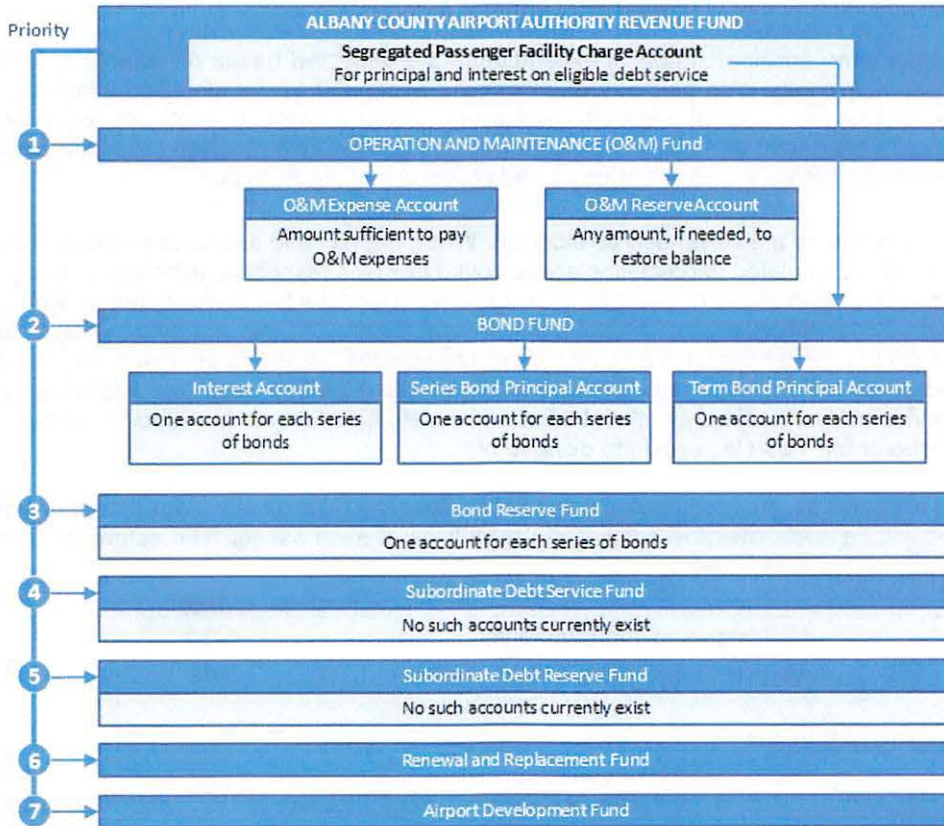 Priority
ALBANY COUNTY AIRPORT AUTHORITY REVENUE FUND
Segregated Passenger Facility Charge Account
For principal and interest on eligible debt service
1
OPERATION AND MAINTENANCE (O&M) Fund
O&M Expense Account
Amount sufficient to pay
O&M expenses
O&M Reserve Account
Any amount, if needed, to
restore balance
2
BOND FUND
Interest Account
One account for each series
of bonds
Series Bond Principal Account
One account for each series
of bonds
Term Bond Principal Account
One account for each series
of bonds
3
Bond Reserve Fund
One account for each series of bonds
4
Subordinate Debt Service Fund
No such accounts currently exist
5
Subordinate Debt Reserve Fund
No such accounts currently exist
6
Renewal and Replacement Fund
7
Airport Development Fund